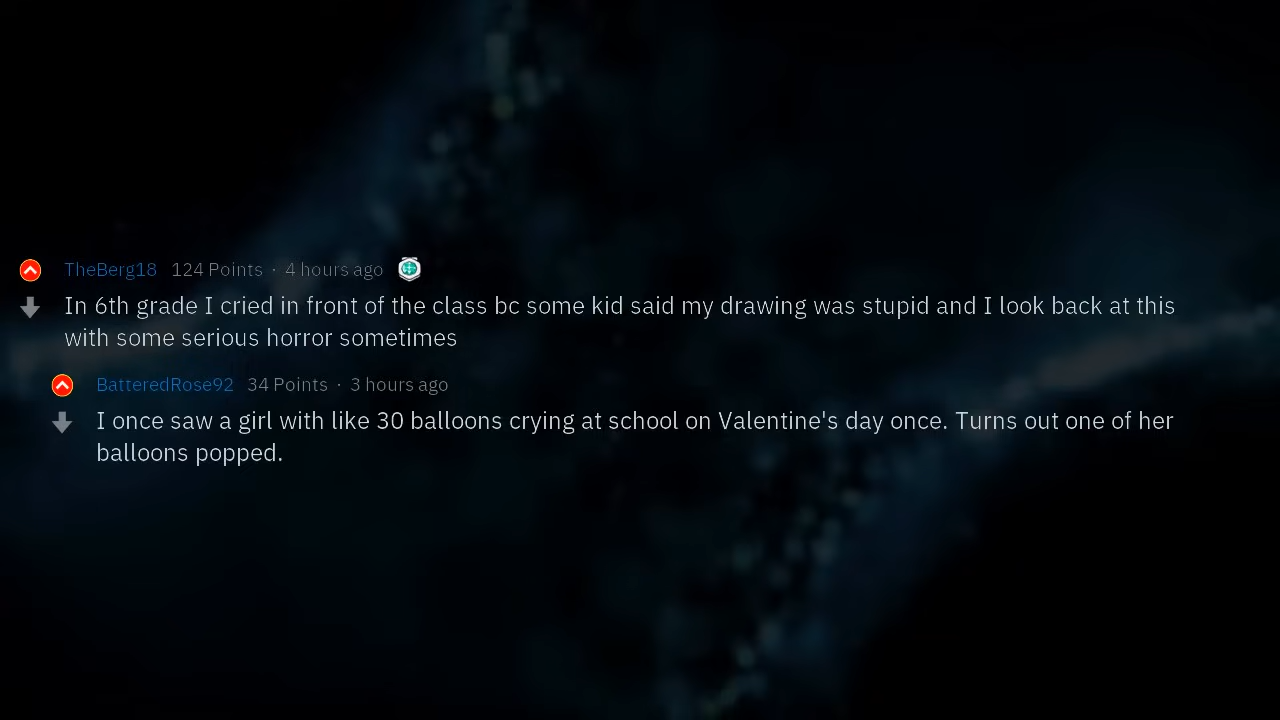 TheBerg18 124 Points · 4 hours ago
In 6th grade I cried in front of the class bc some kid said my drawing was stupid and I look back at this
with some serious horror sometimes
BatteredRose92 34 Points · 3 hours ago
I once saw a girl with like 30 balloons crying at school on Valentine's day once. Turns out one of her
balloons popped.